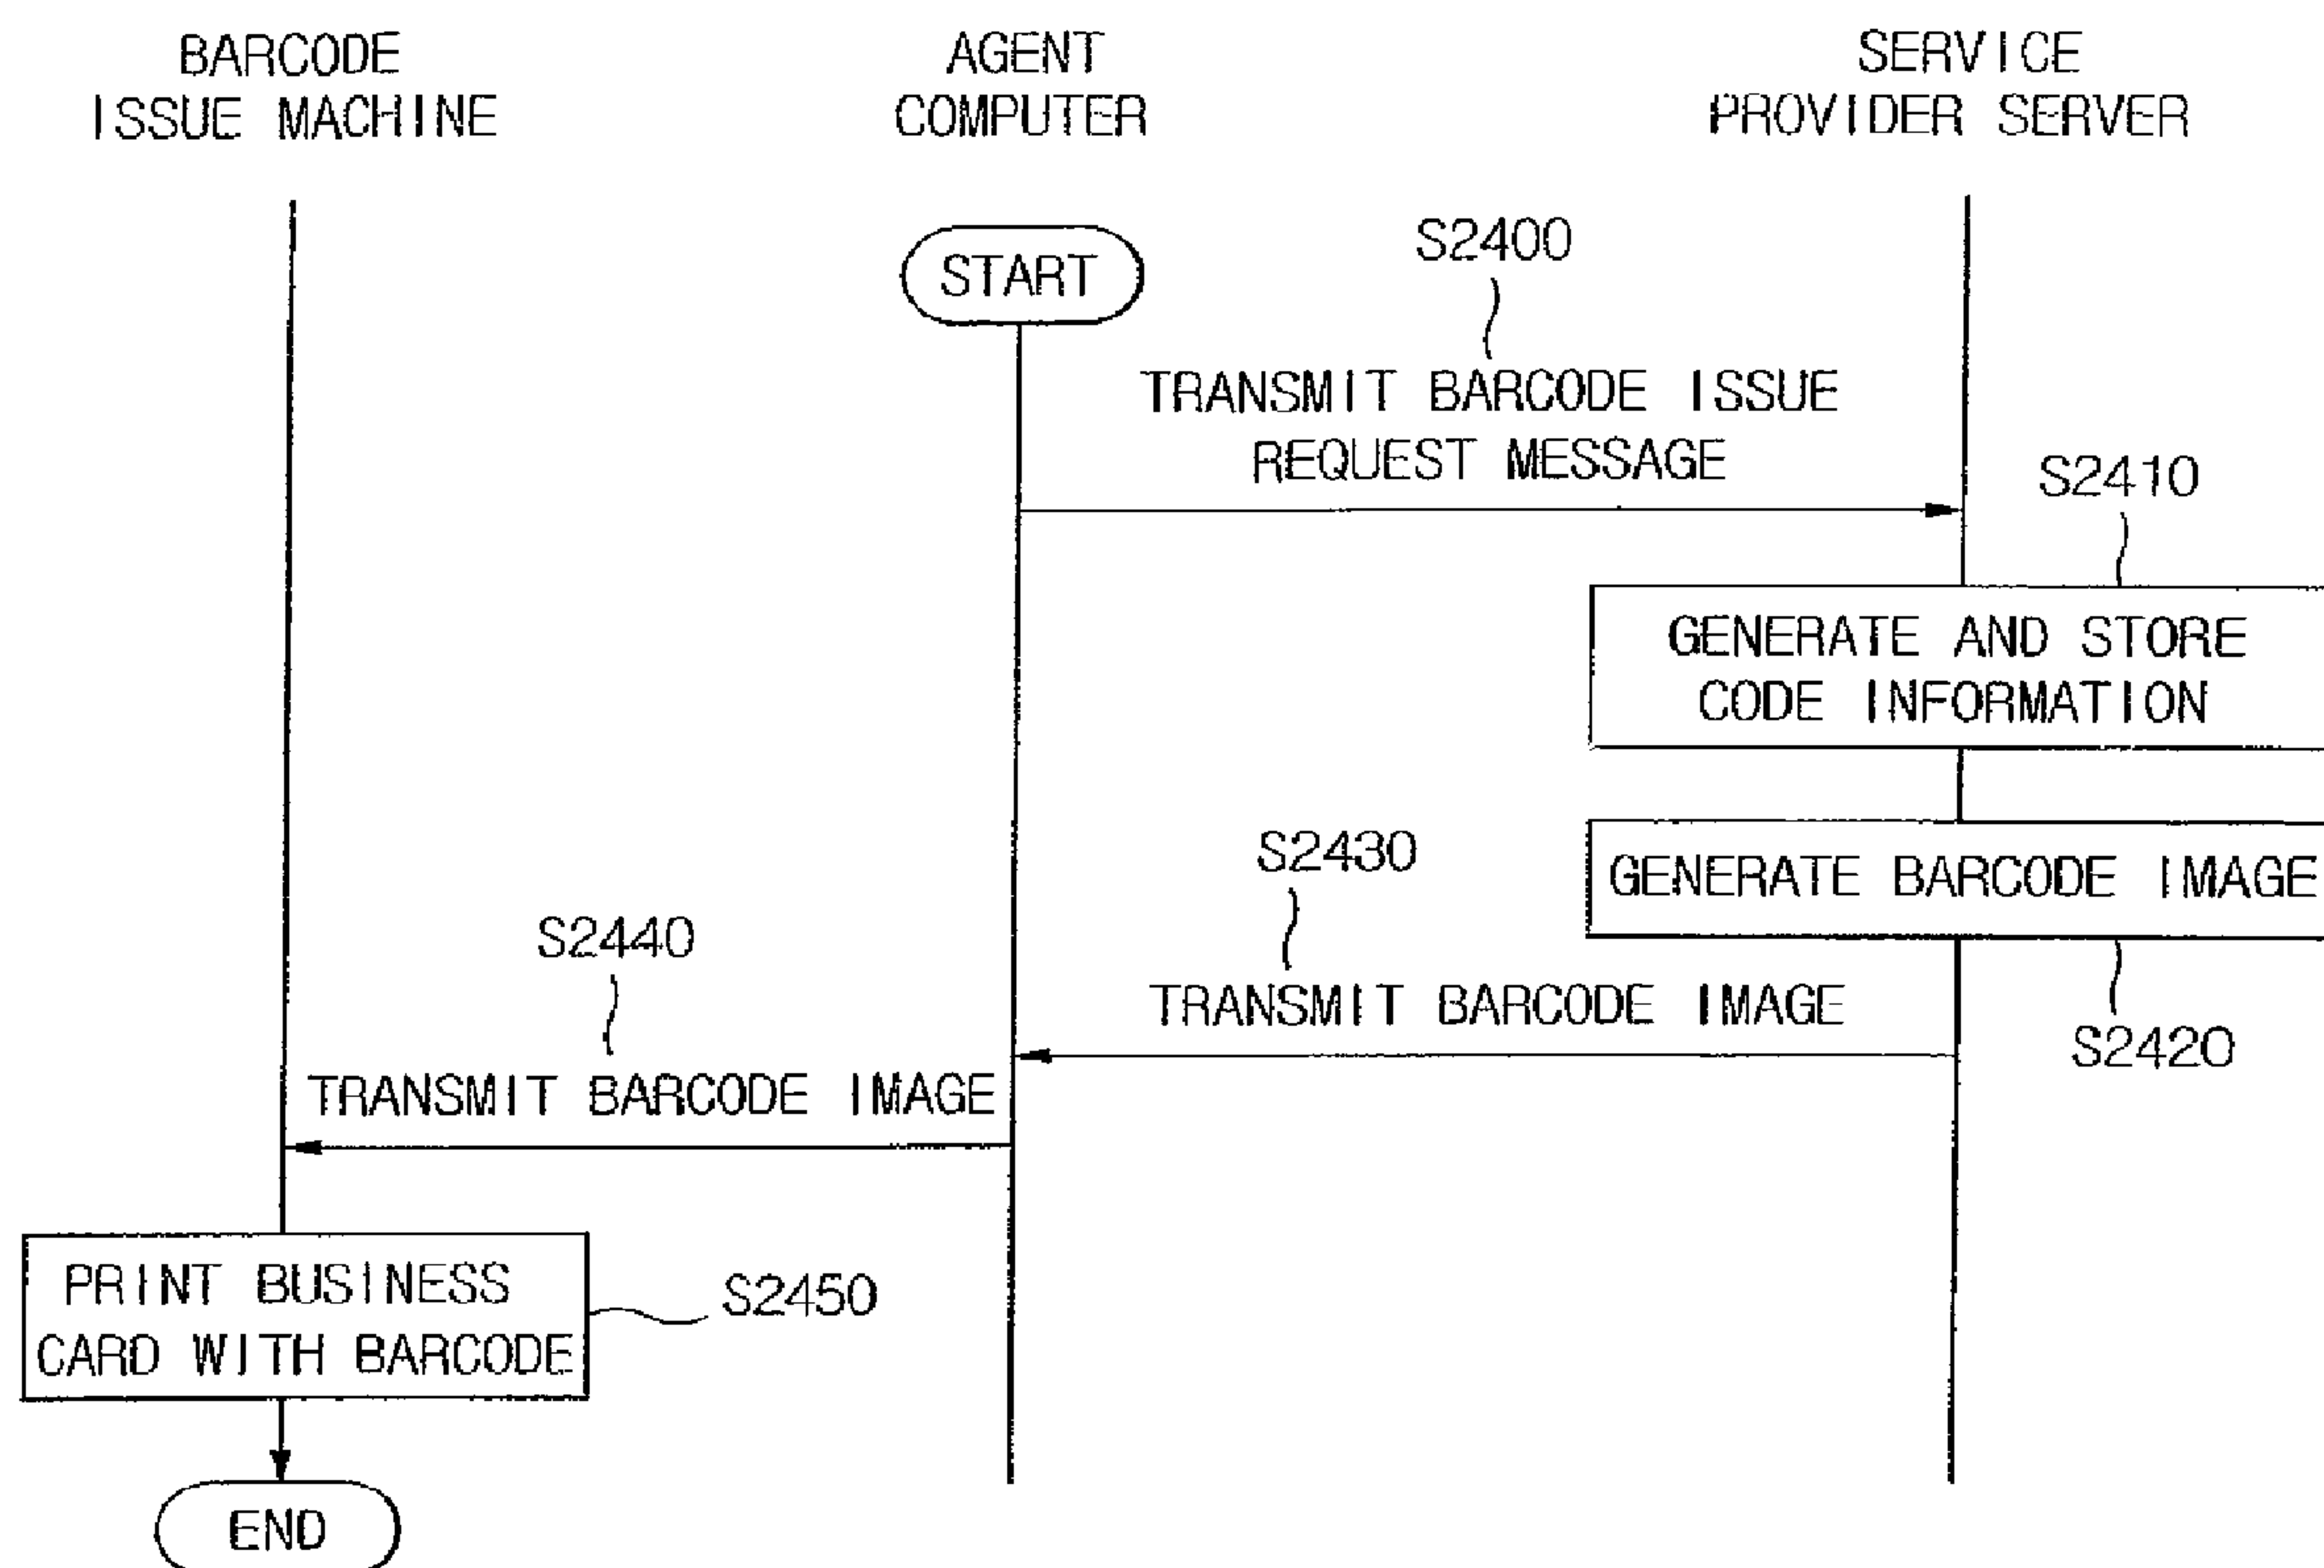 BARCODE
ISSUE MACHINE
AGENT
COMPUTER
SERVICE
PROVIDER SERVER
START
S2400
TRANSMIT BARCODE ISSUE
REQUEST MESSAGE
S2410
GENERATE AND STORE
CODE INFORMATION
GENERATE BARCODE IMAGE
S2420
S2430
TRANSMIT BARCODE IMAGE
S2440
TRANSMIT BARCODE IMAGE
PRINT BUSINESS
CARD WITH BARCODE
S2450
END